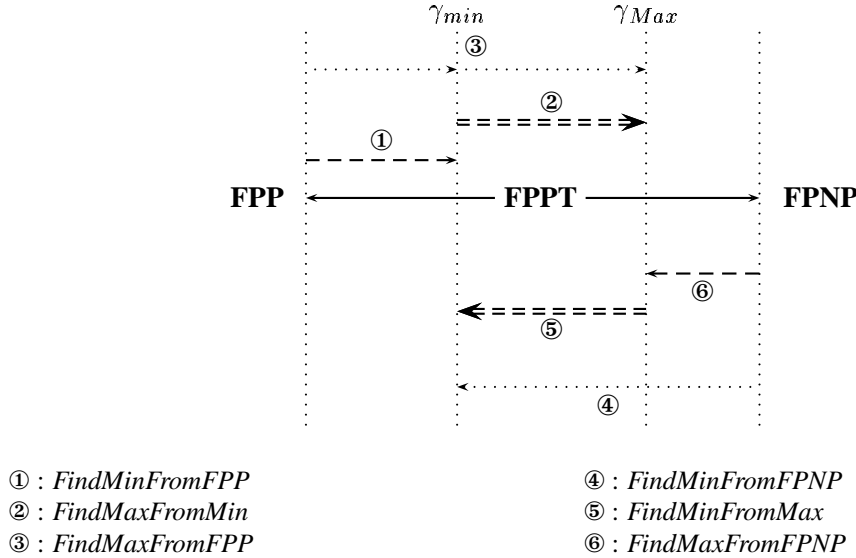 γmin γMax
③
②
①
FPP FPPT FPNP
⑥
⑤
④
① : FindMinFromFPP ④ : FindMinFromFPNP
② : FindMaxFromMin ⑤ : FindMinFromMax
③ : FindMaxFromFPP ⑥ : FindMaxFromFPNP